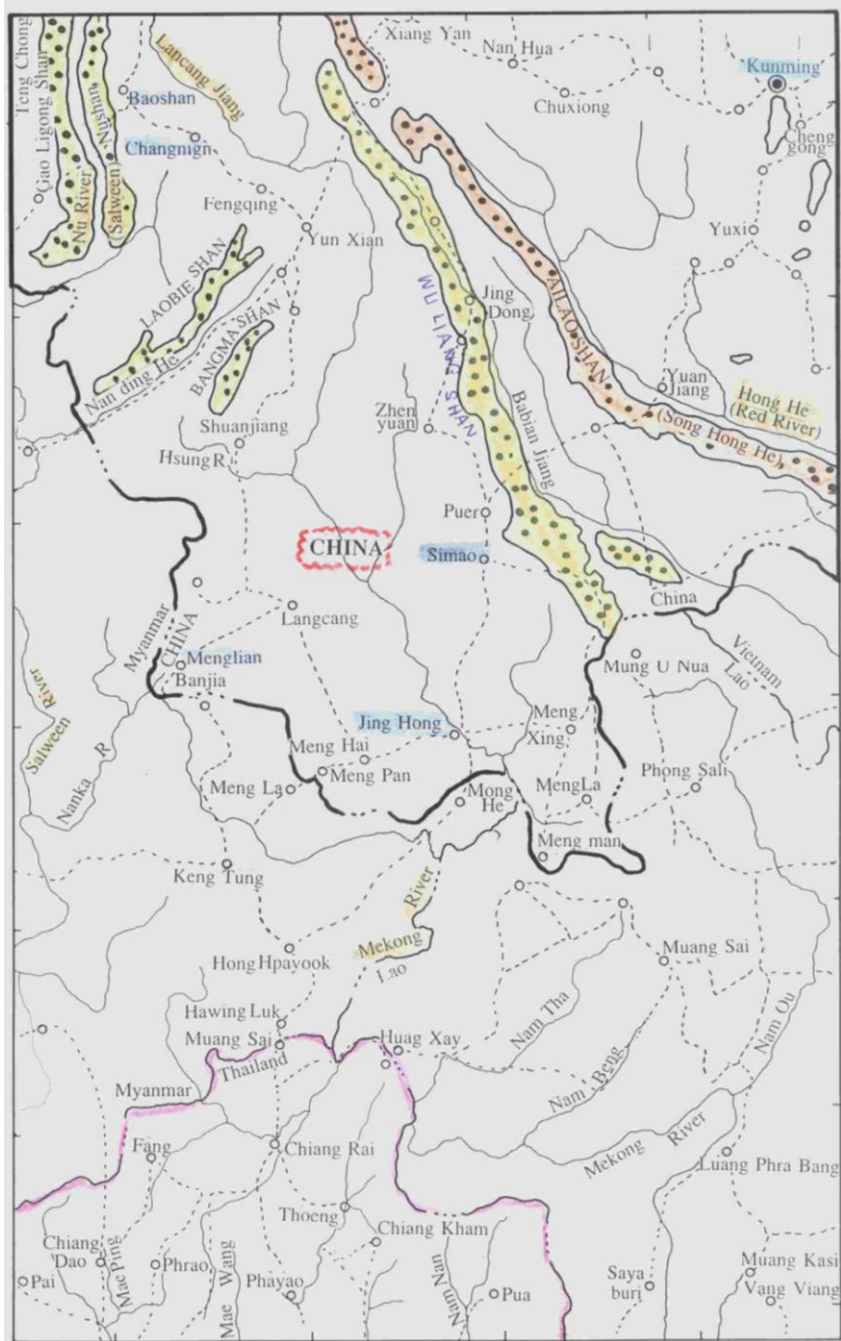 Teng Chong
Gao Ligong Shan
Nushan
Nu River
(Salween)
Lancang Jiang
Baoshan
Changnign
Fengqing
Yun Xian
Xiang Yan
Nan Hua
Chuxiong
Kunming
Cheng
gong
Yuxi
LAOBIE SHAN
BANGMA SHAN
Nan ding He
WU LIANG SHAN
Jing
Dong
AILAO SHAN
Yuan
Jiang
Hong He
(Red River)
(Song Hong He)
Babian Jiang
Zhen
yuan
Shuanjiang
Hsung R.
Puer
CHINA
Simao
China
Langcang
Myanmar
CHINA
Menglian
Banjia
Mung U Nua
Vietnam
Lao
Salween River
Nanka R
Jing Hong
Meng
Xing
Meng Hai
Meng Pan
Meng La
Mong
He
MengLa
Phong Sali
Meng man
Keng Tung
River
Mekong
Lao
Hong Hpayook
Muang Sai
Hawing Luk
Muang Sai
Thailand
Huag Xay
Nam Tha
Nam Beng
Nam Ou
Myanmar
Mekong River
Fang
Chiang Rai
Luang Phra Bang
Thoeng
Chiang Kham
Chiang
Dao
Mae Ping
Phrao
Mae Wang
Phayao
Nam Nan
Pua
Saya
buri
Muang Kasi
Vang Viang
Pai